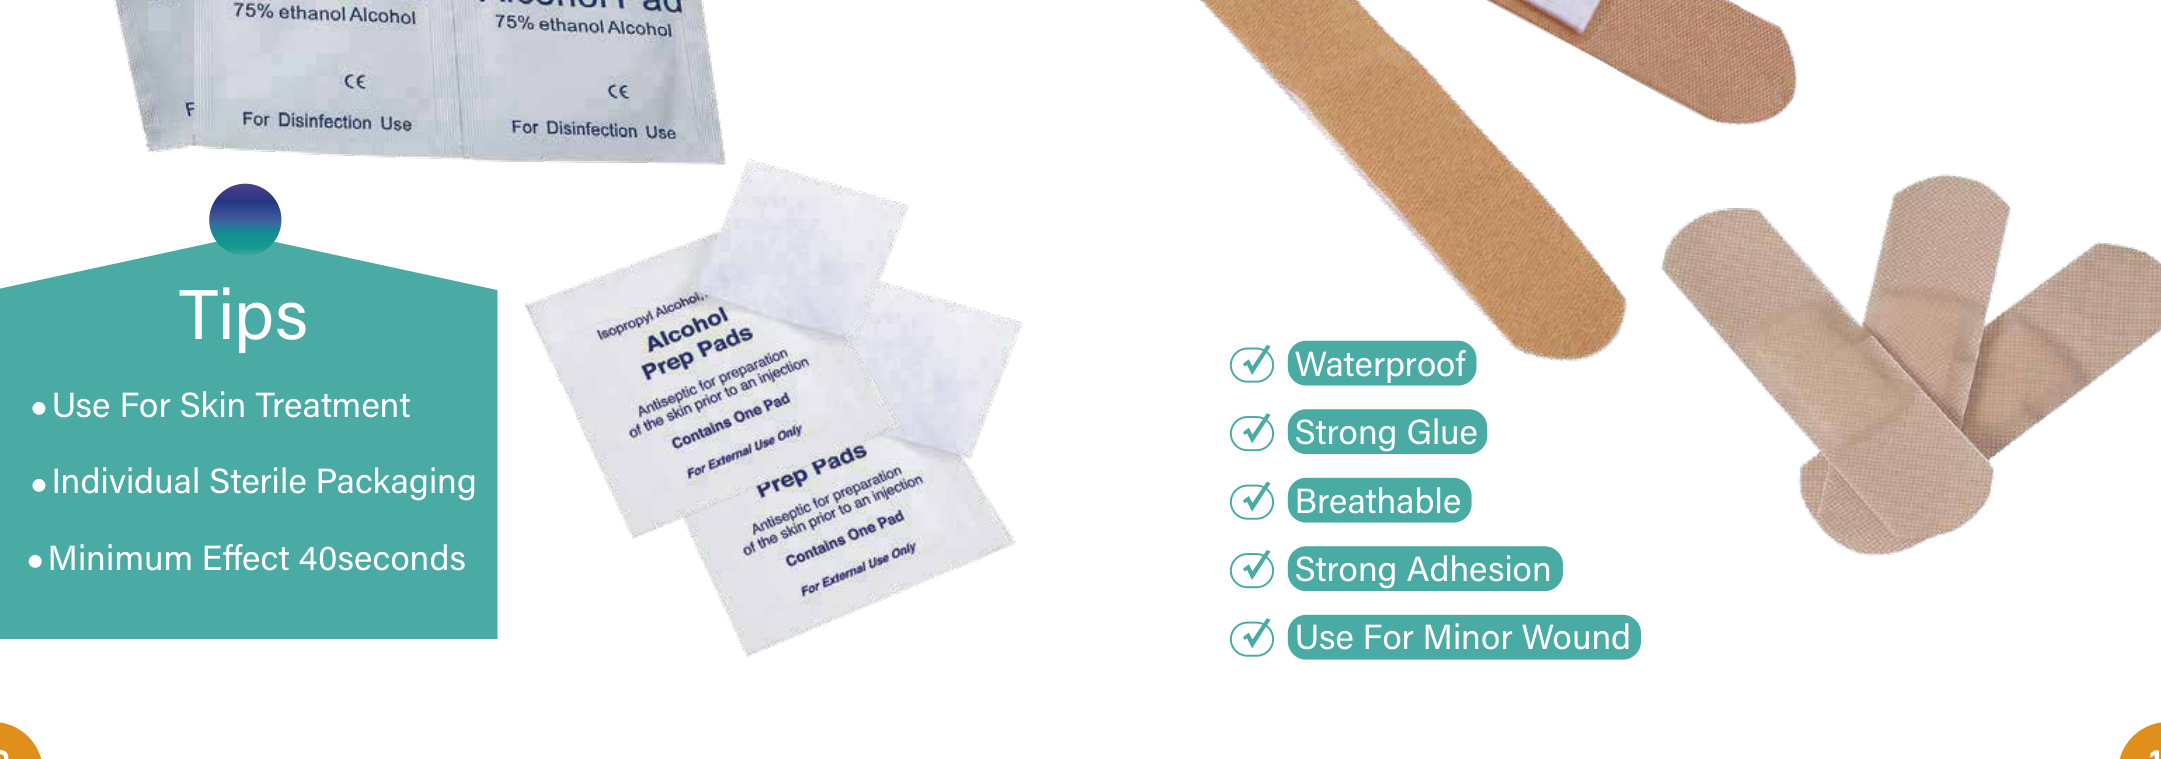 75% ethanol Alcohol
CE
For Disinfection Use
Alcohol Pad
75% ethanol Alcohol
CE
For Disinfection Use
F
Tips
• Use For Skin Treatment
• Individual Sterile Packaging
• Minimum Effect 40seconds
Isopropyl Alcohol
Alcohol
Prep Pads
Antiseptic for preparation
of the skin prior to an injection
Contains One Pad
For External Use Only
Prep Pads
Antiseptic for preparation
of the skin prior to an injection
Contains One Pad
For External Use Only
Waterproof
Strong Glue
Breathable
Strong Adhesion
Use For Minor Wound